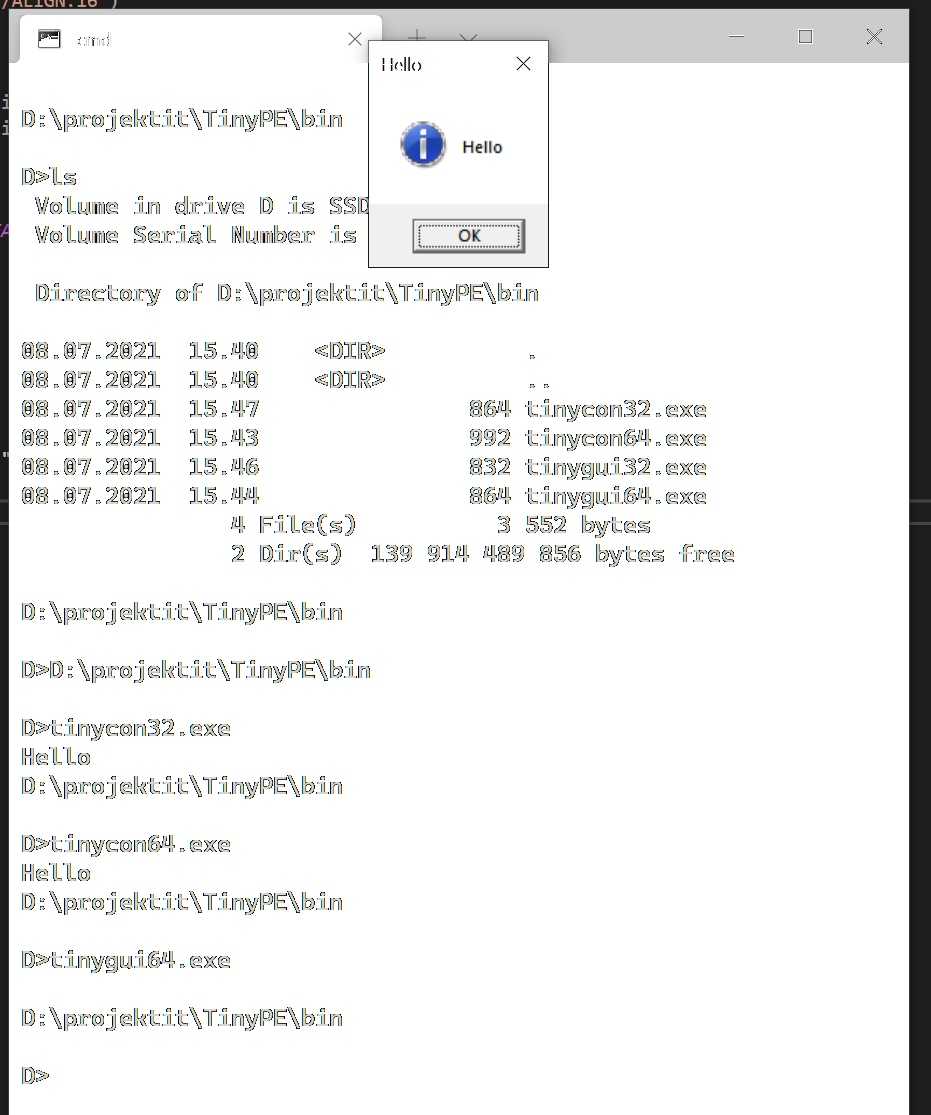 /ALIGN:16")
cmd
Hello
Hello
OK
D:\projektit\TinyPE\bin
D>ls
Volume in drive D is SSD
Volume Serial Number is
Directory of D:\projektit\TinyPE\bin
08.07.2021 15.40 <DIR> .
08.07.2021 15.40 <DIR> ..
08.07.2021 15.47 864 tinycon32.exe
08.07.2021 15.43 992 tinycon64.exe
08.07.2021 15.46 832 tinygui32.exe
08.07.2021 15.44 864 tinygui64.exe
4 File(s) 3 552 bytes
2 Dir(s) 139 914 489 856 bytes free
D:\projektit\TinyPE\bin
D>D:\projektit\TinyPE\bin
D>tinycon32.exe
Hello
D:\projektit\TinyPE\bin
D>tinycon64.exe
Hello
D:\projektit\TinyPE\bin
D>tinygui64.exe
D:\projektit\TinyPE\bin
D>